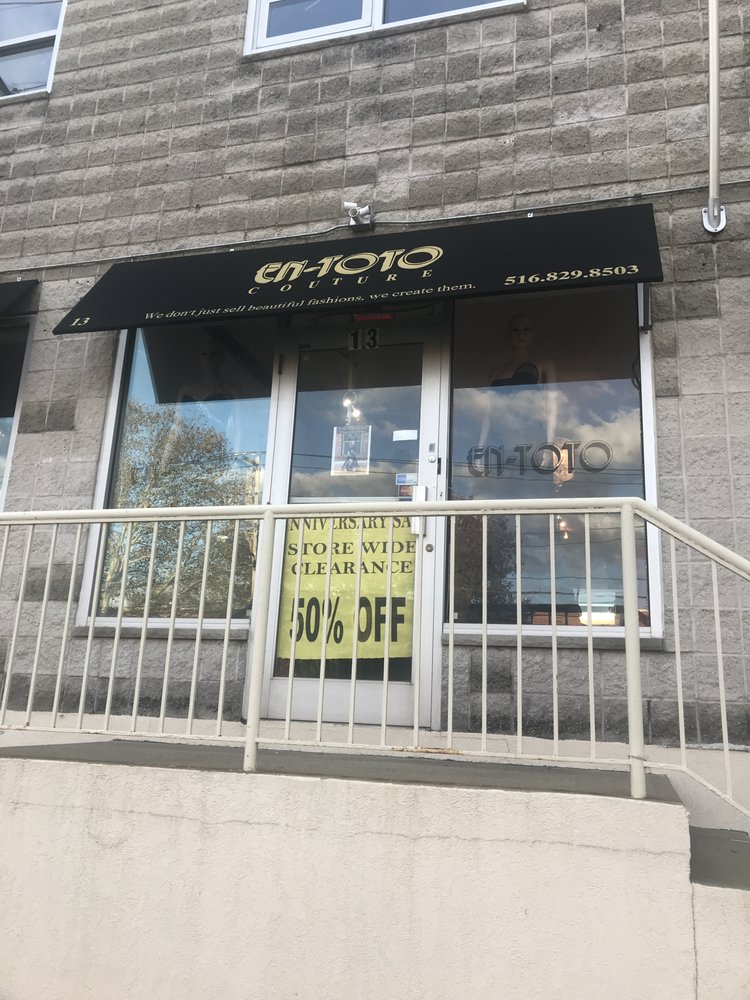 EN-TOTO
COUTURE
13
We don't just sell beautiful fashions, we create them.
516.829.8503
13
EN-TOTO
ANNIVERSARY SA
STORE WIDE
CLEARANCE
50% OFF